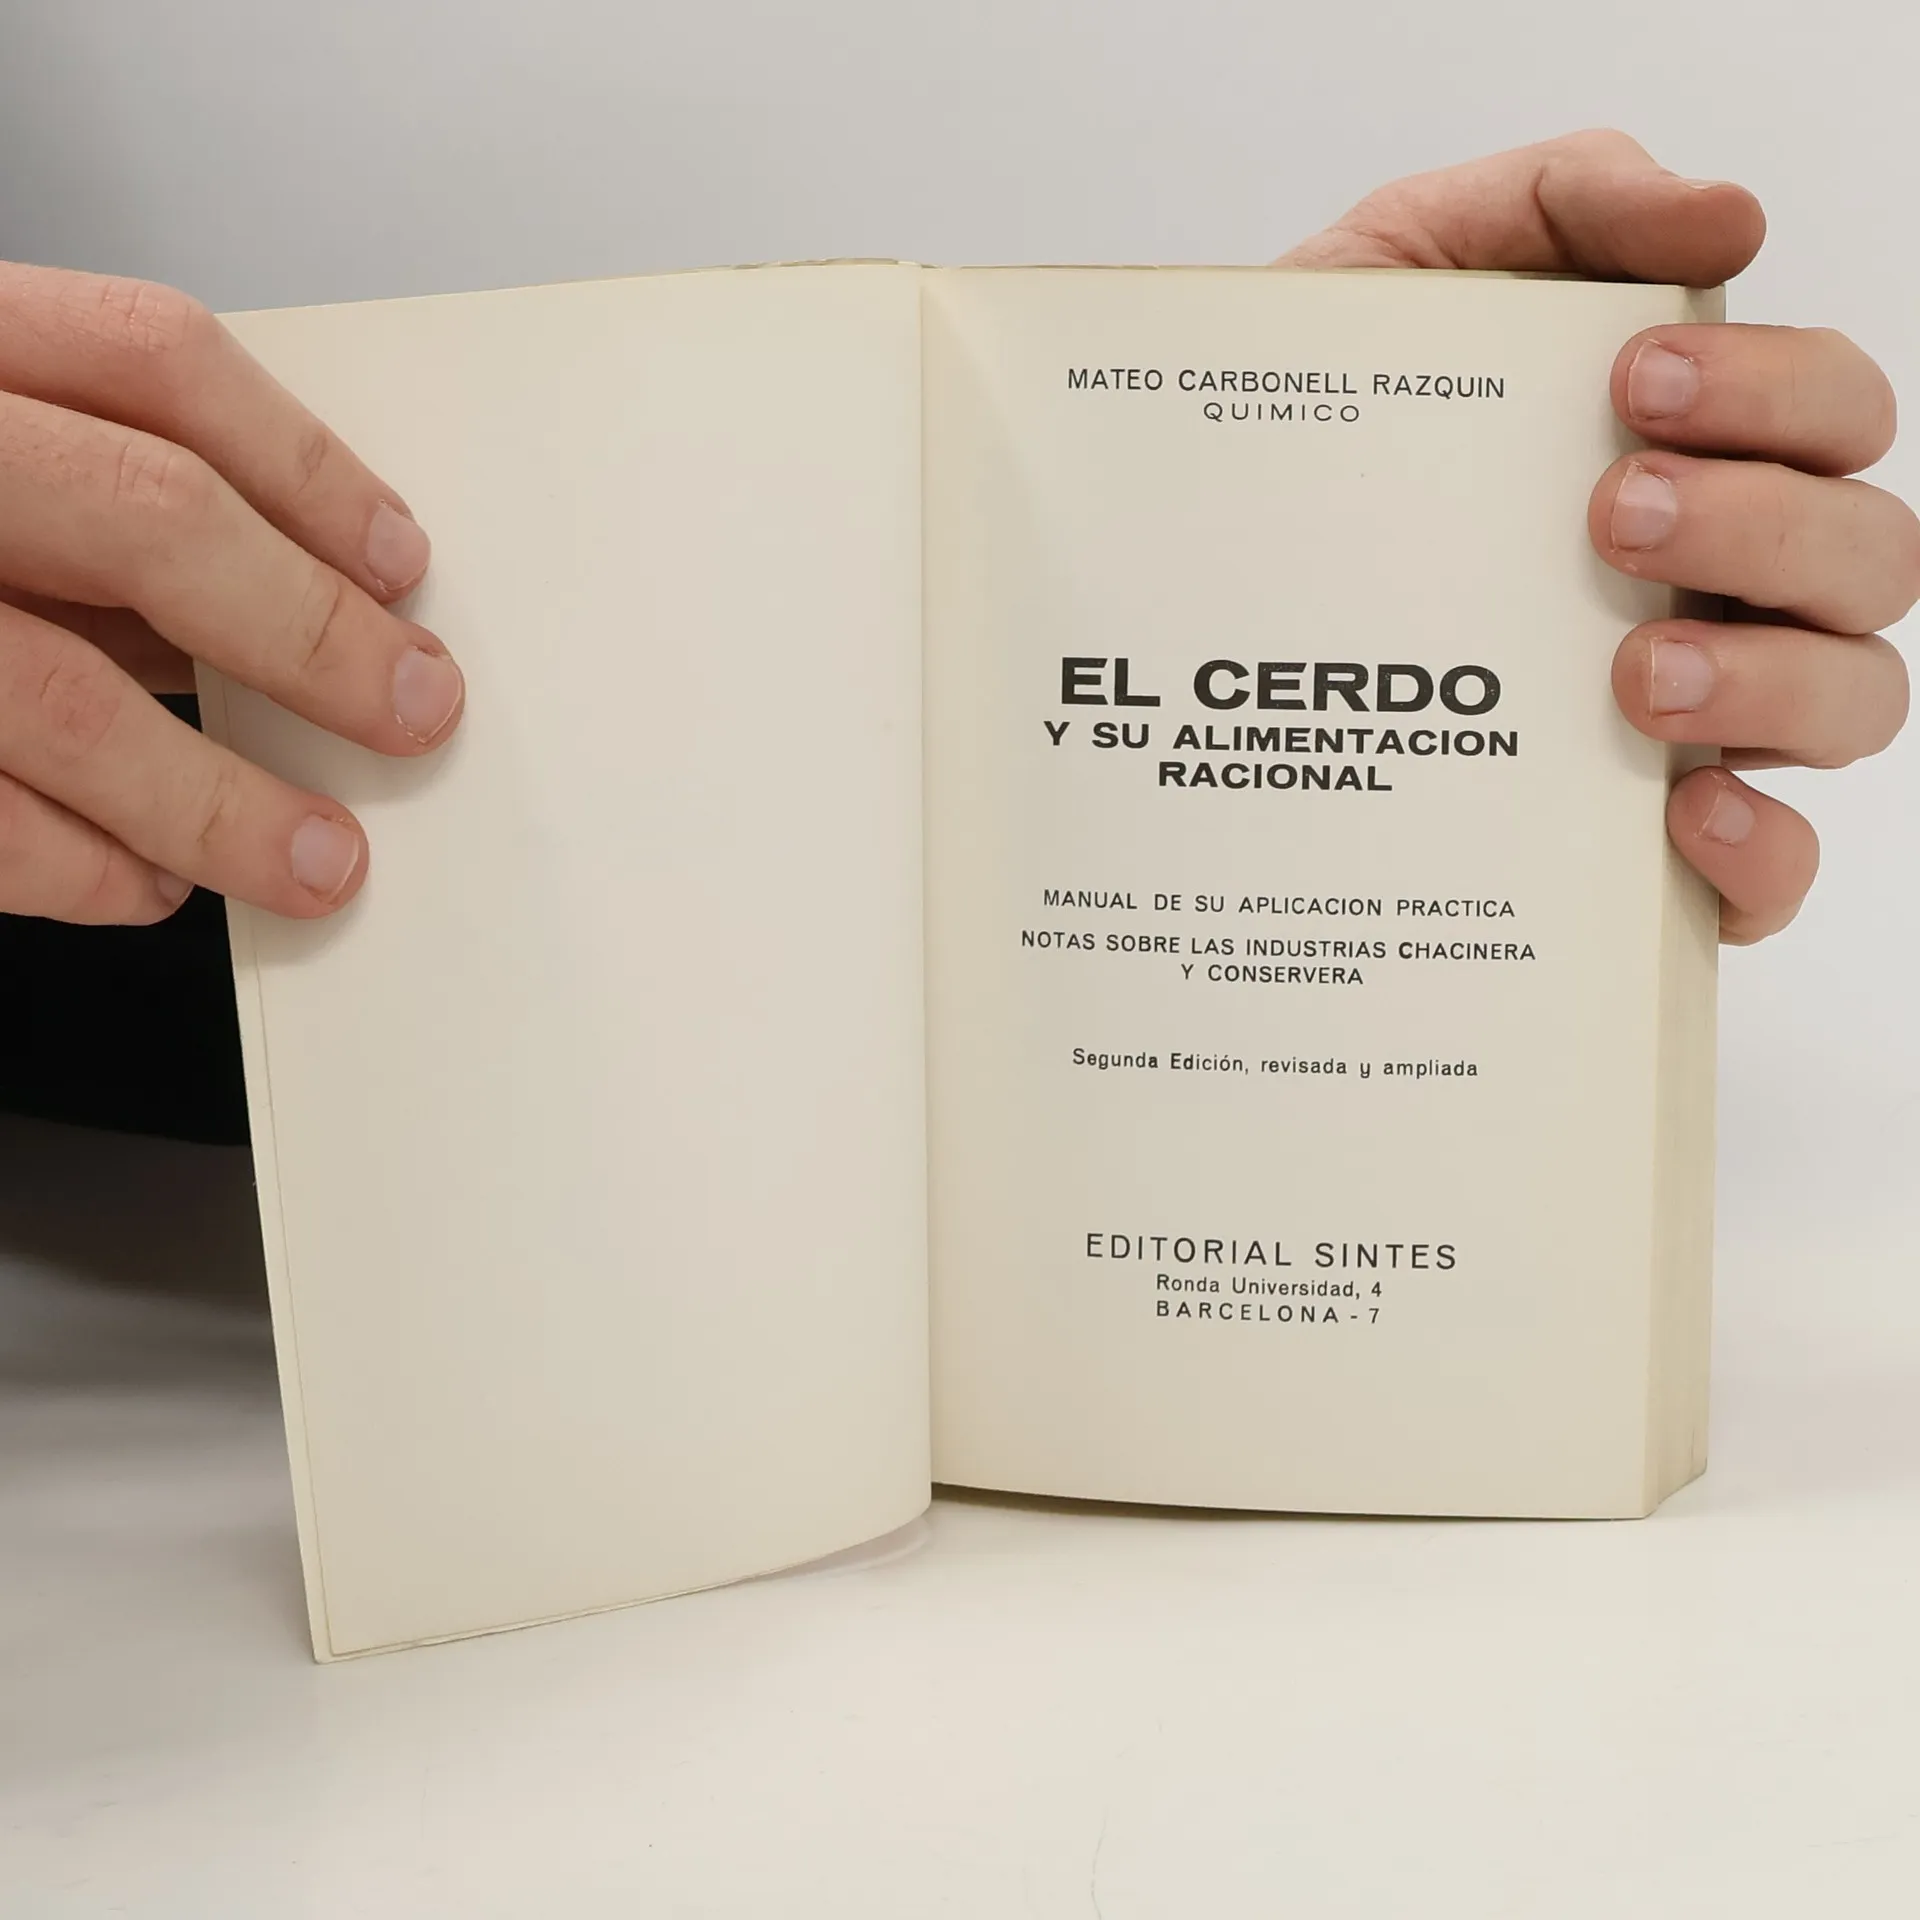 MATEO CARBONELL RAZQUIN
QUIMICO
EL CERDO
Y SU ALIMENTACION
RACIONAL
MANUAL DE SU APLICACION PRACTICA
NOTAS SOBRE LAS INDUSTRIAS CHACINERA
Y CONSERVERA
Segunda Edición, revisada y ampliada
EDITORIAL SINTES
Ronda Universidad, 4
BARCELONA - 7